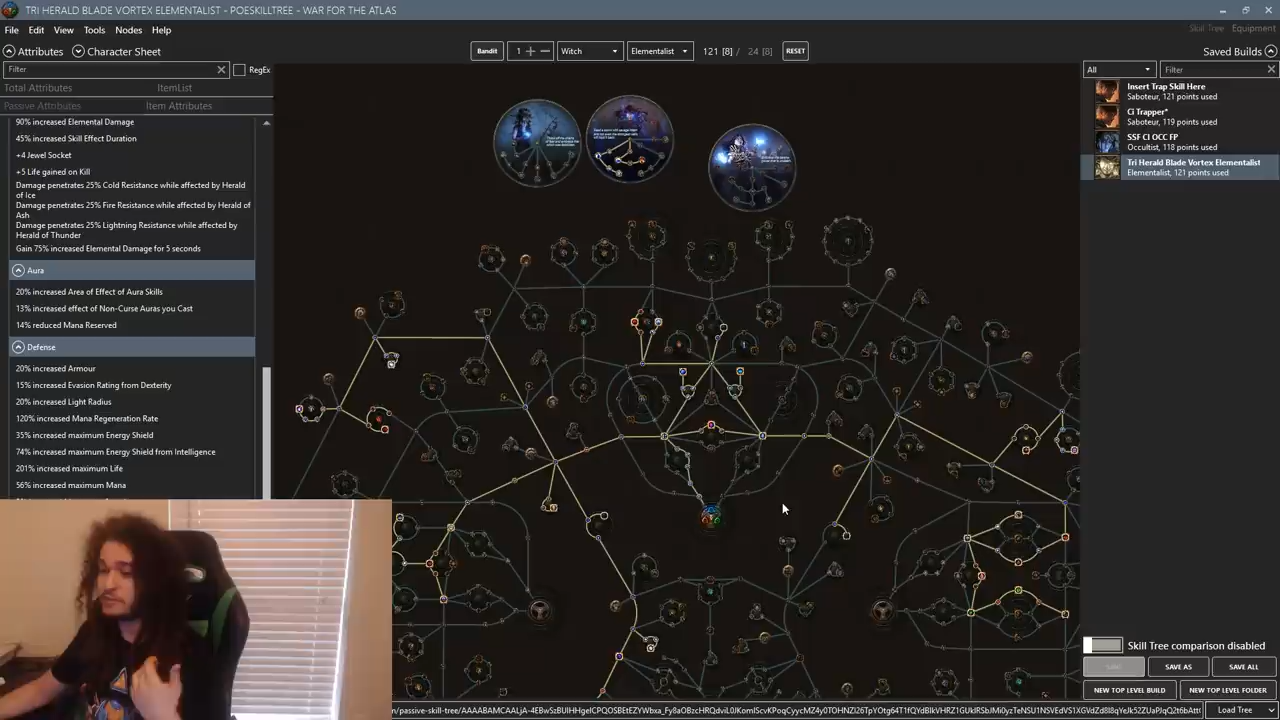 TRI HERALD BLADE VORTEX ELEMENTALIST - POESKILLTREE - WAR FOR THE ATLAS
File Edit View Tools Nodes Help
Skill Tree Equipment
Attributes Character Sheet
Bandit 1 Witch Elementalist 121 [8] / 24 [8] RESET
Saved Builds
Filter RegEx
All Filter
Total Attributes ItemList
Passive Attributes Item Attributes
90% increased Elemental Damage
45% increased Skill Effect Duration
+4 Jewel Socket
+5 Life gained on Kill
Damage penetrates 25% Cold Resistance while affected by Herald
of Ice
Damage penetrates 25% Fire Resistance while affected by Herald of
Ash
Damage penetrates 25% Lightning Resistance while affected by
Herald of Thunder
Gain 75% increased Elemental Damage for 5 seconds
Aura
20% increased Area of Effect of Aura Skills
13% increased effect of Non-Curse Auras you Cast
14% reduced Mana Reserved
Defense
20% increased Armour
15% increased Evasion Rating from Dexterity
20% increased Light Radius
120% increased Mana Regeneration Rate
35% increased maximum Energy Shield
74% increased maximum Energy Shield from Intelligence
201% increased maximum Life
56% increased maximum Mana
Insert Trap Skill Here
Saboteur, 121 points used
Ci Trapper*
Saboteur, 119 points used
SSF CI OCC FP
Occultist, 118 points used
Tri Herald Blade Vortex Elementalist
Elementalist, 121 points used
Skill Tree comparison disabled
SAVE AS SAVE ALL
NEW TOP LEVEL BUILD NEW TOP LEVEL FOLDER
Load Tree